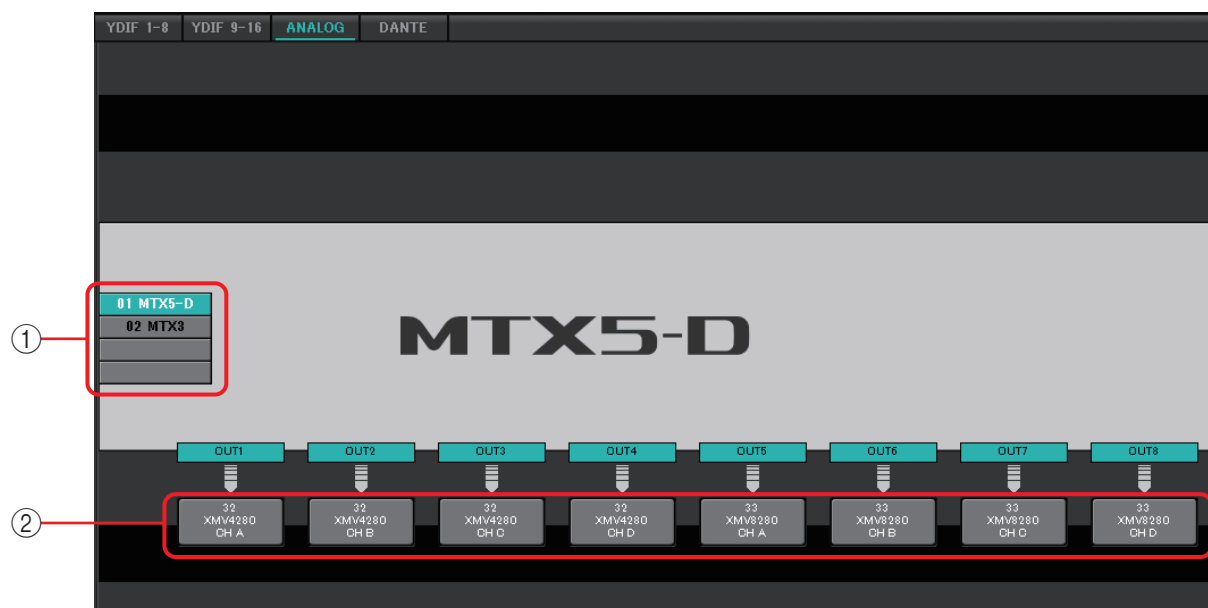 YDIF 1-8 YDIF 9-16 ANALOG DANTE
01 MTX5-D
02 MTX3
①
MTX5-D
OUT1 OUT2 OUT3 OUT4 OUT5 OUT6 OUT7 OUT8
②
32 32 32 32 33 33 33 33
XMV4280 XMV4280 XMV4280 XMV4280 XMV8280 XMV8280 XMV8280 XMV8280
CH A CH B CH C CH D CH A CH B CH C CH D